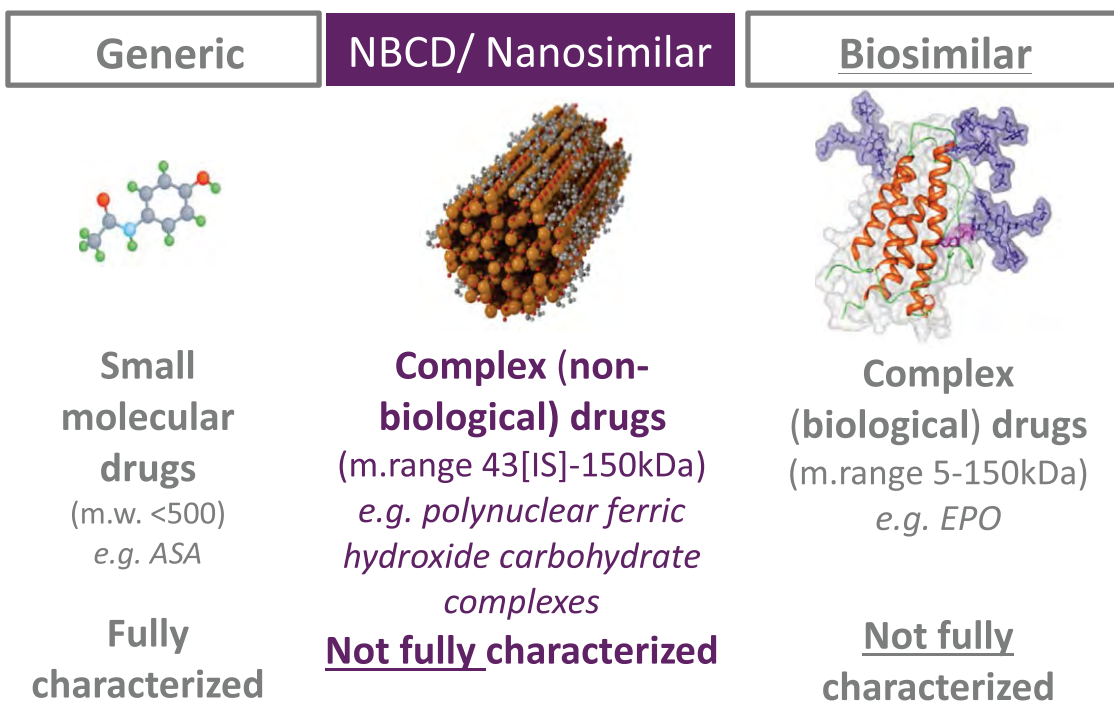 Generic
NBCD/ Nanosimilar
Biosimilar
Small
molecular
drugs
(m.w. <500)
e.g. ASA
Fully
characterized
Complex (non-
biological) drugs
(m.range 43[IS]-150kDa)
e.g. polynuclear ferric
hydroxide carbohydrate
complexes
Not fully characterized
Complex
(biological) drugs
(m.range 5-150kDa)
e.g. EPO
Not fully
characterized